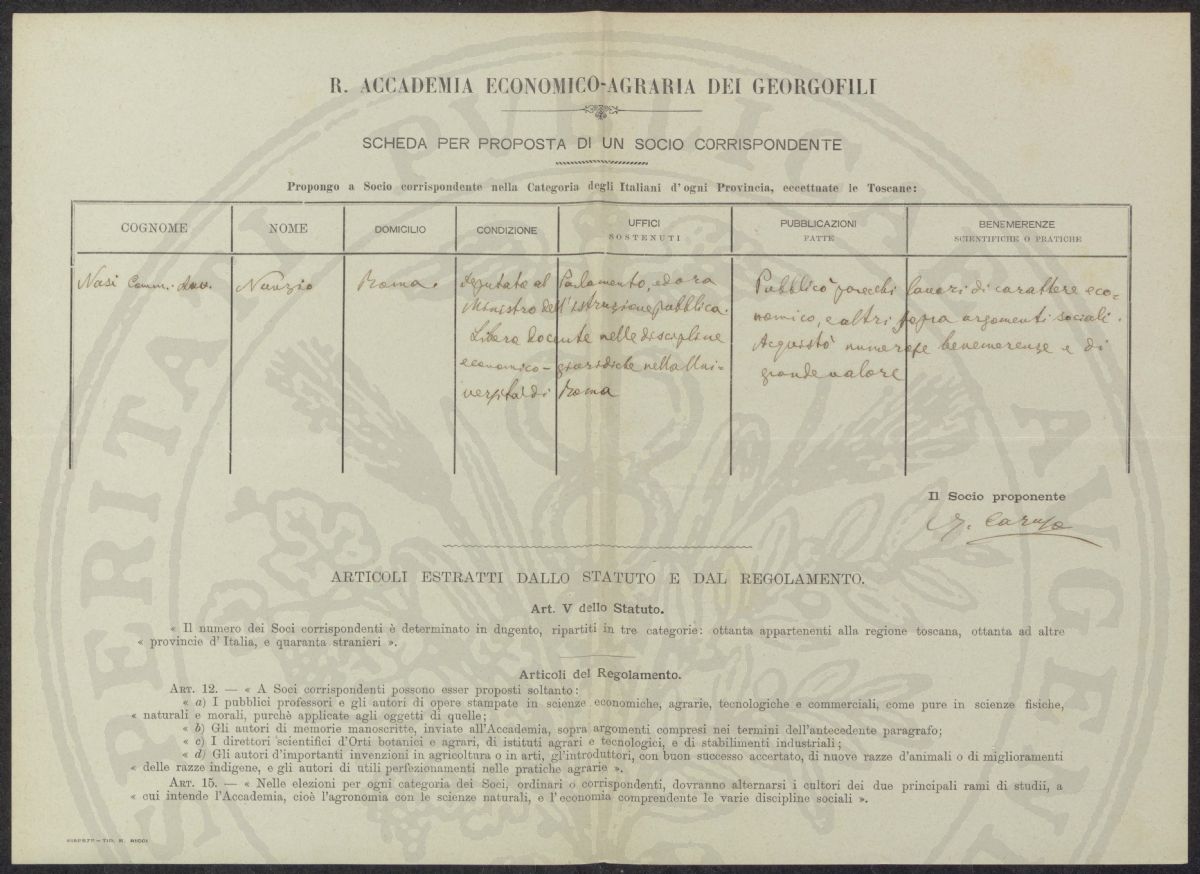 R. ACCADEMIA ECONOMICO-AGRARIA DEI GEORGOFILI
SCHEDA PER PROPOSTA DI UN SOCIO CORRISPONDENTE
Propongo a Socio corrispondente nella Categoria degli Italiani d'ogni Provincia, eccettuate le Toscane:
COGNOME
NOME
DOMICILIO
CONDIZIONE
UFFICI
SOSTENUTI
PUBBLICAZIONI
FATTE
BENEMERENZE
SCIENTIFICHE O PRATICHE
Nasi Comm. Avv.
Nunzio
Roma.
Deputato al Parlamento, ed ora
Ministro dell'istruzione pubblica.
Libero docente nelle discipline
economico-giuridiche nella Uni-
versità di Roma
Pubblicò parecchi lavori di carattere eco-
nomico, e altri sopra argomenti sociali.
Acquistò numerose benemerenze e di
grande valore
Il Socio proponente
G. Caruso
ARTICOLI ESTRATTI DALLO STATUTO E DAL REGOLAMENTO.
Art. V dello Statuto.
« Il numero dei Soci corrispondenti è determinato in dugento, ripartiti in tre categorie: ottanta appartenenti alla regione toscana, ottanta ad altre
« provincie d'Italia, e quaranta stranieri ».
Articoli del Regolamento.
ART. 12. — « A Soci corrispondenti possono esser proposti soltanto:
« a) I pubblici professori e gli autori di opere stampate in scienze economiche, agrarie, tecnologiche e commerciali, come pure in scienze fisiche,
« naturali e morali, purchè applicate agli oggetti di quelle;
« b) Gli autori di memorie manoscritte, inviate all'Accademia, sopra argomenti compresi nei termini dell'antecedente paragrafo;
« c) I direttori scientifici d'Orti botanici e agrari, di istituti agrari e tecnologici, e di stabilimenti industriali;
« d) Gli autori d'importanti invenzioni in agricoltura o in arti, gl'introduttori, con buon successo accertato, di nuove razze d'animali o di miglioramenti
« delle razze indigene, e gli autori di utili perfezionamenti nelle pratiche agrarie ».
ART. 15. — « Nelle elezioni per ogni categoria dei Soci, ordinari o corrispondenti, dovranno alternarsi i cultori dei due principali rami di studii, a
« cui intende l'Accademia, cioè l'agronomia con le scienze naturali, e l'economia comprendente le varie discipline sociali ».
TIP. M. RICCI
PROSPERITATI PUBLICAE AUGENDAE